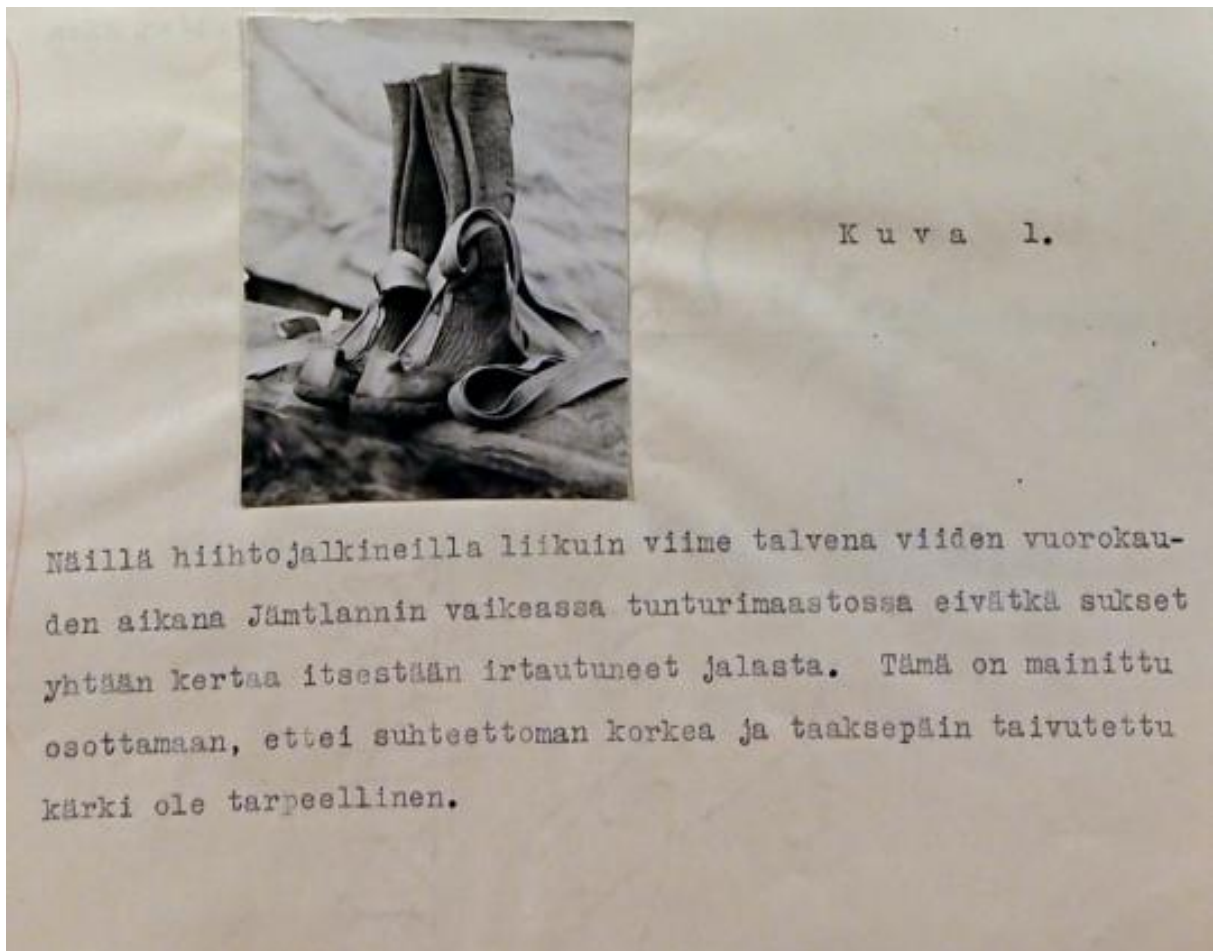 K u v a  1.
Näillä hiihtojalkineilla liikuin viime talvena viiden vuorokau-
den aikana Jämtlannin vaikeassa tunturimaastossa eivätkä sukset
yhtään kertaa itsestään irtautuneet jalasta.  Tämä on mainittu
osottamaan, ettei suhteettoman korkea ja taaksepäin taivutettu
kärki ole tarpeellinen.